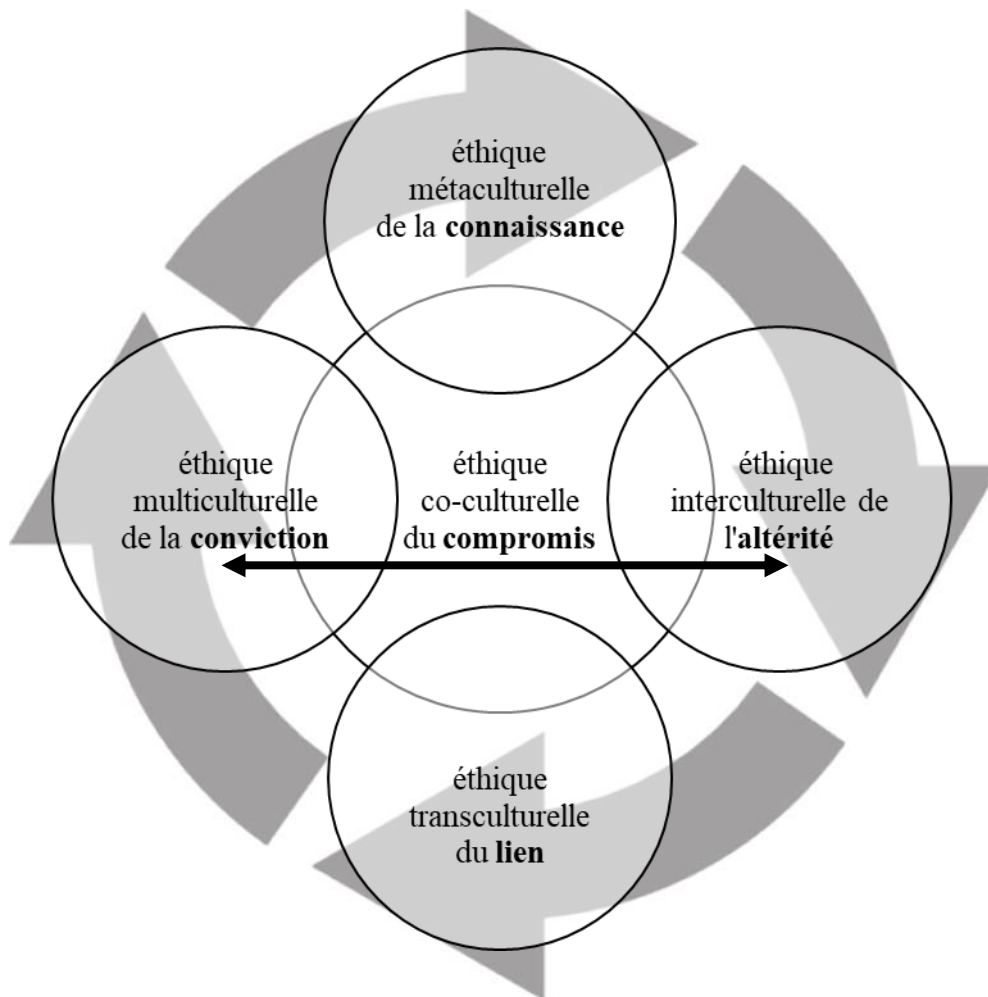 éthique
métaculturelle
de la connaissance
éthique
multiculturelle
de la conviction
éthique
co-culturelle
du compromis
éthique
interculturelle de
l'altérité
éthique
transculturelle
du lien